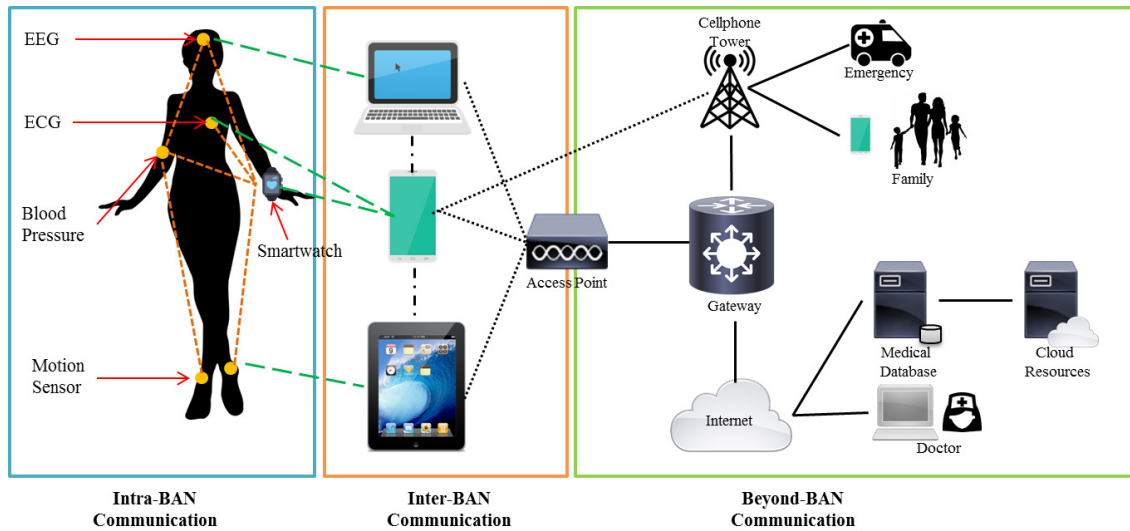 EEG
ECG
Blood
Pressure
Smartwatch
Motion
Sensor
Intra-BAN
Communication
Access Point
Inter-BAN
Communication
Cellphone
Tower
Emergency
Family
Gateway
Internet
Medical
Database
Cloud
Resources
Doctor
Beyond-BAN
Communication